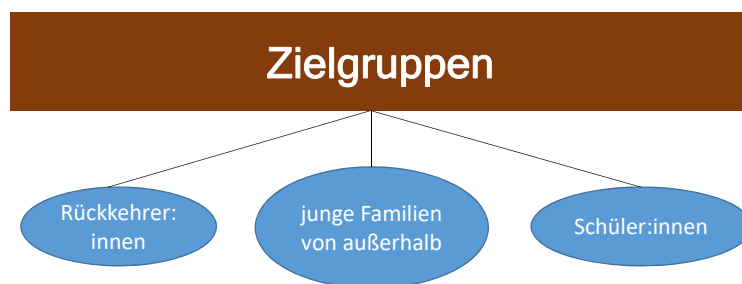 Zielgruppen
Rückkehrer:
innen
junge Familien
von außerhalb
Schüler:innen